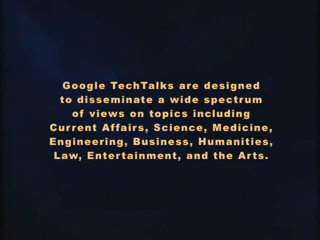 Google TechTalks are designed
to disseminate a wide spectrum
of views on topics including
Current Affairs, Science, Medicine,
Engineering, Business, Humanities,
Law, Entertainment, and the Arts.